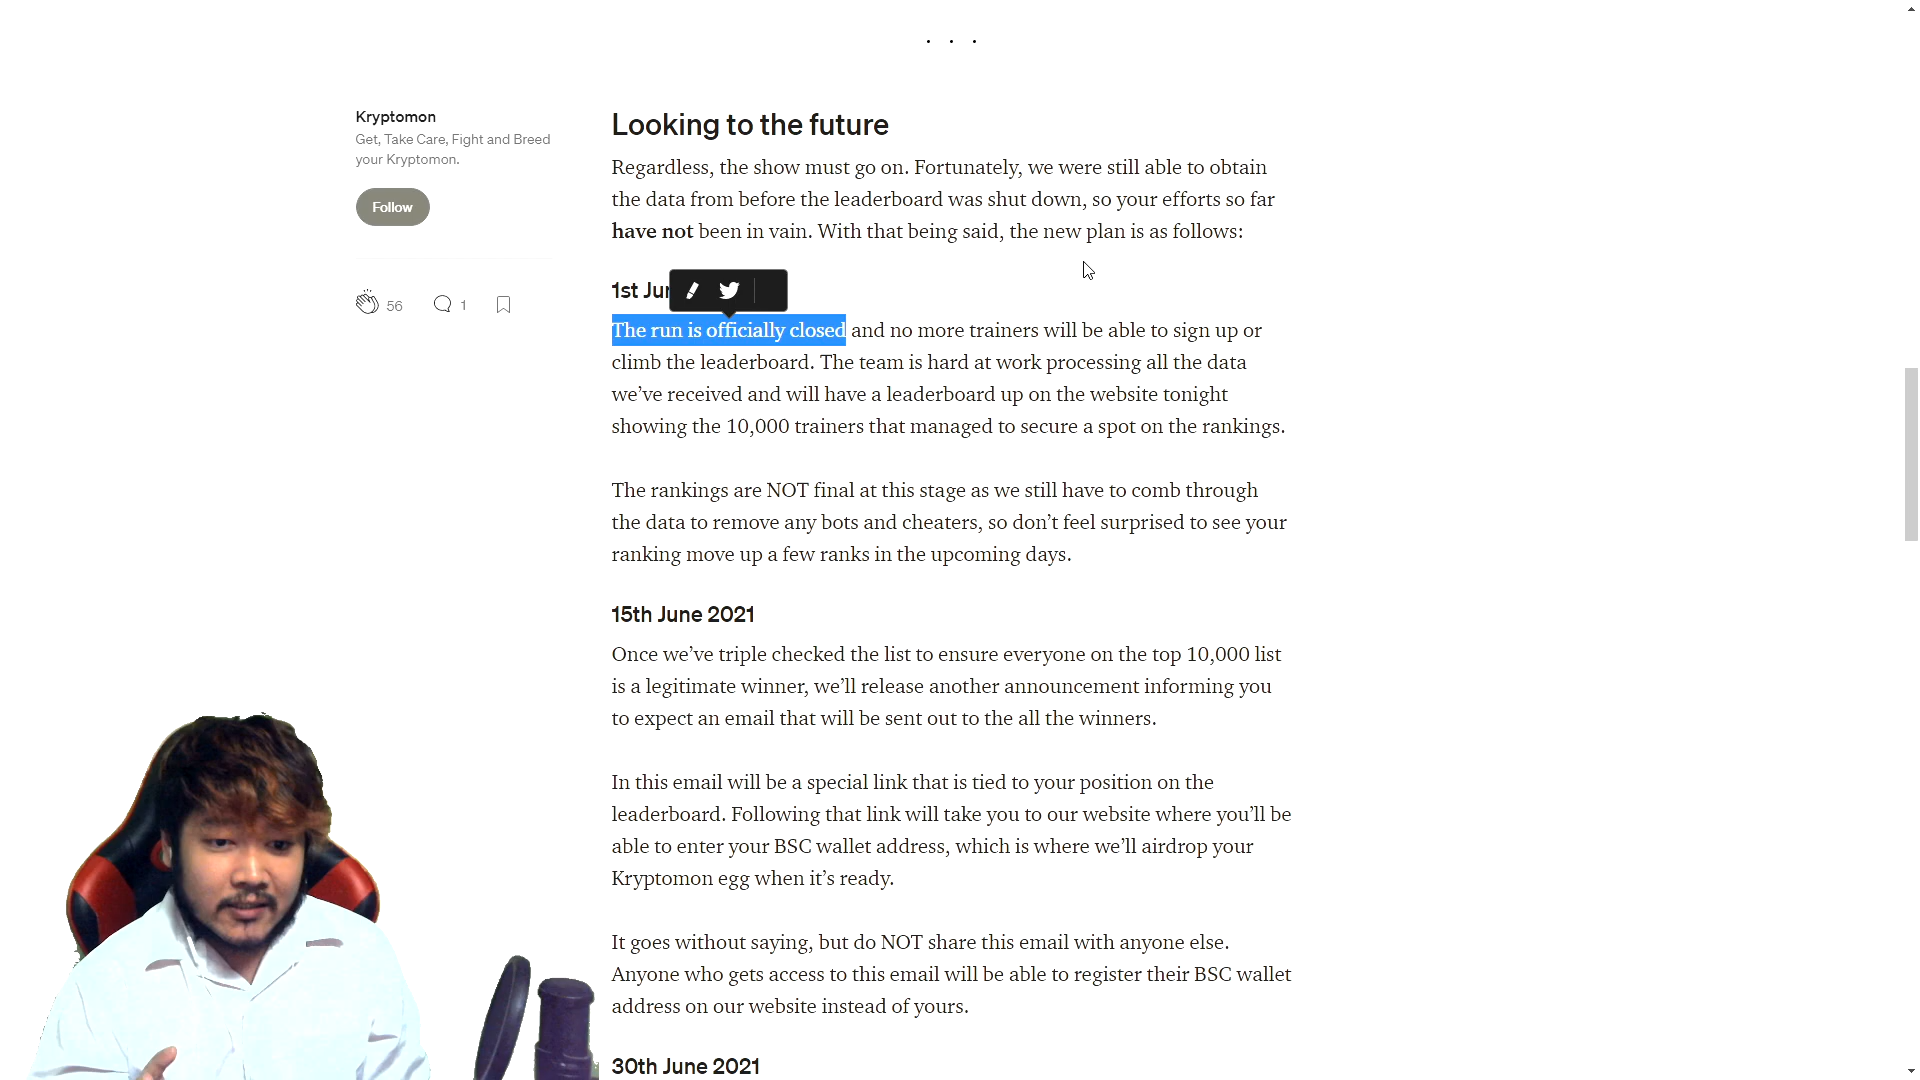 . . .
Kryptomon
Get, Take Care, Fight and Breed
your Kryptomon.
Follow
56
1
Looking to the future
Regardless, the show must go on. Fortunately, we were still able to obtain
the data from before the leaderboard was shut down, so your efforts so far
have not been in vain. With that being said, the new plan is as follows:
1st
The run is officially closed and no more trainers will be able to sign up or
climb the leaderboard. The team is hard at work processing all the data
we’ve received and will have a leaderboard up on the website tonight
showing the 10,000 trainers that managed to secure a spot on the rankings.
The rankings are NOT final at this stage as we still have to comb through
the data to remove any bots and cheaters, so don’t feel surprised to see your
ranking move up a few ranks in the upcoming days.
15th June 2021
Once we’ve triple checked the list to ensure everyone on the top 10,000 list
is a legitimate winner, we’ll release another announcement informing you
to expect an email that will be sent out to the all the winners.
In this email will be a special link that is tied to your position on the
leaderboard. Following that link will take you to our website where you’ll be
able to enter your BSC wallet address, which is where we’ll airdrop your
Kryptomon egg when it’s ready.
It goes without saying, but do NOT share this email with anyone else.
Anyone who gets access to this email will be able to register their BSC wallet
address on our website instead of yours.
30th June 2021